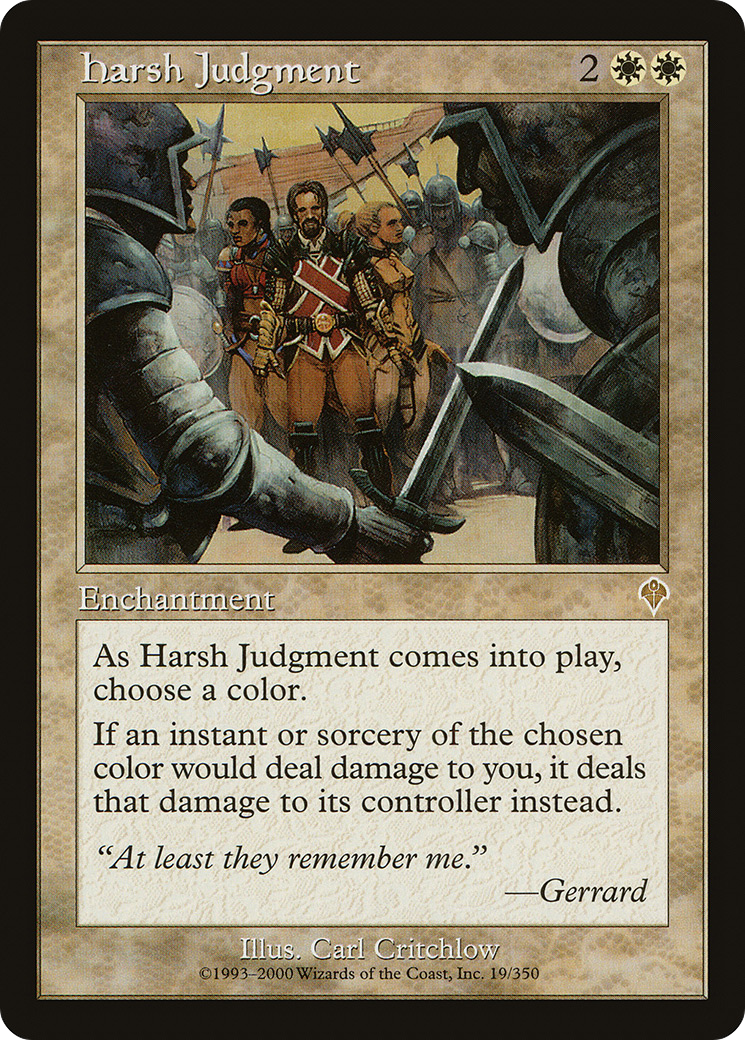 Harsh Judgment 2
Enchantment
As Harsh Judgment comes into play,
choose a color.
If an instant or sorcery of the chosen
color would deal damage to you, it deals
that damage to its controller instead.
“At least they remember me.”
—Gerrard
Illus. Carl Critchlow
©1993–2000 Wizards of the Coast, Inc. 19/350